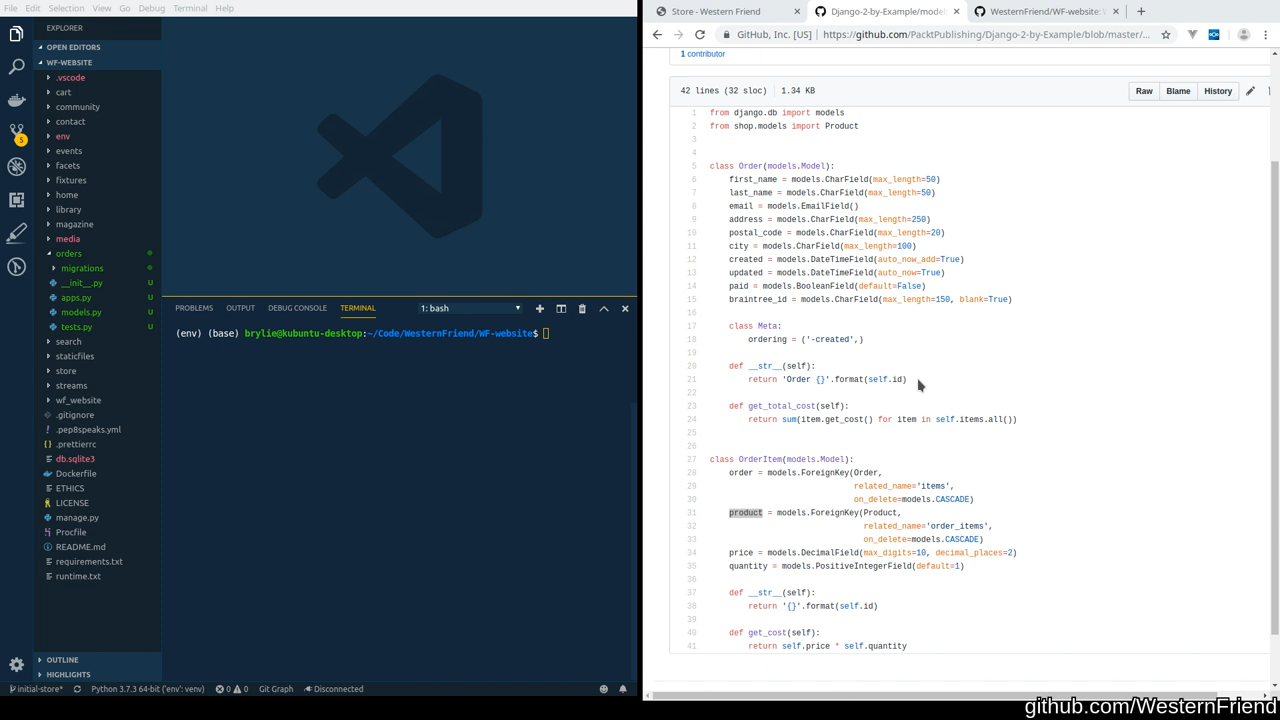 File Edit Selection View Go Debug Terminal Help
EXPLORER
OPEN EDITORS
WF-WEBSITE
.vscode
cart
community
contact
env
events
facets
fixtures
home
library
magazine
media
orders
migrations
__init__.py U
apps.py U
models.py U
tests.py U
search
staticfiles
store
streams
wf_website
.gitignore
.pep8speaks.yml
.prettierrc
db.sqlite3
Dockerfile
ETHICS
LICENSE
manage.py
Procfile
README.md
requirements.txt
runtime.txt
OUTLINE
HIGHLIGHTS
5
PROBLEMS OUTPUT DEBUG CONSOLE TERMINAL 1: bash
(env) (base) brylie@kubuntu-desktop:~/Code/WesternFriend/WF-website$
initial-store* Python 3.7.3 64-bit ('env': venv) 0 0 Git Graph Disconnected
Store - Western Friend Django-2-by-Example/model WesternFriend/WF-website: W
GitHub, Inc. [US] https://github.com/PacktPublishing/Django-2-by-Example/blob/master/...
1 contributor
42 lines (32 sloc) 1.34 KB Raw Blame History
1 from django.db import models
2 from shop.models import Product
3
4
5 class Order(models.Model):
6 first_name = models.CharField(max_length=50)
7 last_name = models.CharField(max_length=50)
8 email = models.EmailField()
9 address = models.CharField(max_length=250)
10 postal_code = models.CharField(max_length=20)
11 city = models.CharField(max_length=100)
12 created = models.DateTimeField(auto_now_add=True)
13 updated = models.DateTimeField(auto_now=True)
14 paid = models.BooleanField(default=False)
15 braintree_id = models.CharField(max_length=150, blank=True)
16
17 class Meta:
18 ordering = ('-created',)
19
20 def __str__(self):
21 return 'Order {}'.format(self.id)
22
23 def get_total_cost(self):
24 return sum(item.get_cost() for item in self.items.all())
25
26
27 class OrderItem(models.Model):
28 order = models.ForeignKey(Order,
29 related_name='items',
30 on_delete=models.CASCADE)
31 product = models.ForeignKey(Product,
32 related_name='order_items',
33 on_delete=models.CASCADE)
34 price = models.DecimalField(max_digits=10, decimal_places=2)
35 quantity = models.PositiveIntegerField(default=1)
36
37 def __str__(self):
38 return '{}'.format(self.id)
39
40 def get_cost(self):
41 return self.price * self.quantity
github.com/WesternFriend